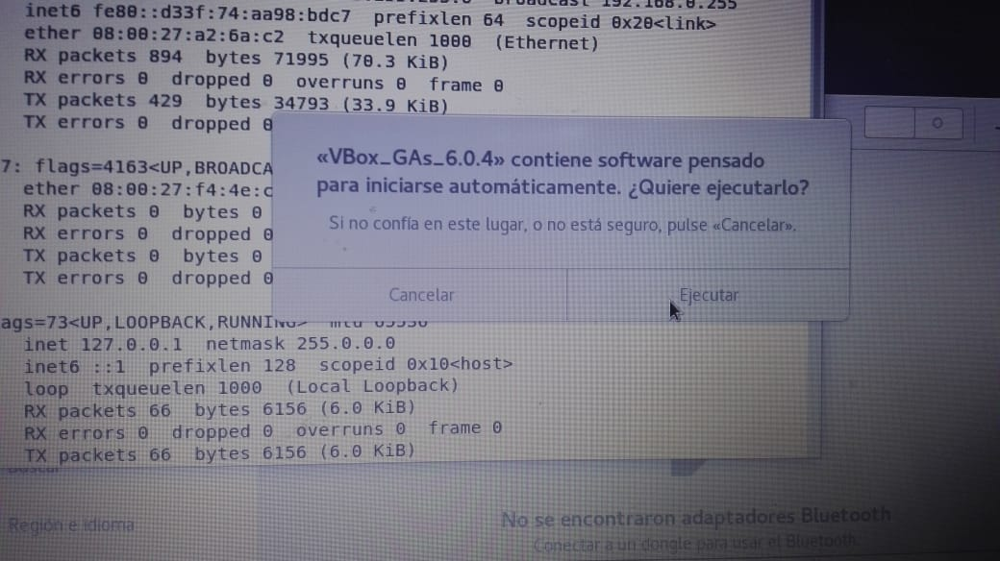 192.168.0.255
inet6 fe80::d33f:74:aa98:bdc7 prefixlen 64 scopeid 0x20<link>
ether 08:00:27:a2:6a:c2 txqueuelen 1000 (Ethernet)
RX packets 894 bytes 71995 (70.3 KiB)
RX errors 0 dropped 0 overruns 0 frame 0
TX packets 429 bytes 34793 (33.9 KiB)
TX errors 0 dropped 0
7: flags=4163<UP,BROADCA
ether 08:00:27:f4:4e:c
RX packets 0 bytes 0
RX errors 0 dropped 0
TX packets 0 bytes 0
TX errors 0 dropped 0
«VBox_GAs_6.0.4» contiene software pensado
para iniciarse automáticamente. ¿Quiere ejecutarlo?
Si no confía en este lugar, o no está seguro, pulse «Cancelar».
Cancelar
Ejecutar
ags=73<UP,LOOPBACK,RUNNING> mtu 65536
inet 127.0.0.1 netmask 255.0.0.0
inet6 ::1 prefixlen 128 scopeid 0x10<host>
loop txqueuelen 1000 (Local Loopback)
RX packets 66 bytes 6156 (6.0 KiB)
RX errors 0 dropped 0 overruns 0 frame 0
TX packets 66 bytes 6156 (6.0 KiB)
Región e idioma
No se encontraron adaptadores Bluetooth
Conectar a un dongle para usar el Bluetooth.